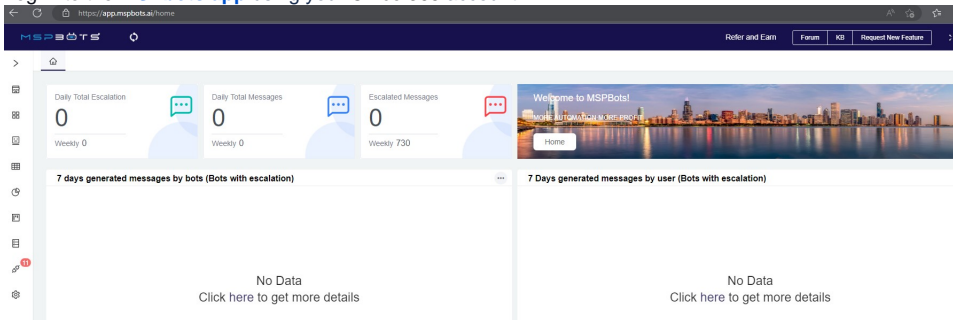 https://app.mspbots.ai/home
MSPBOTS
Refer and Earn
Forum
KB
Request New Feature
Daily Total Escalation
0
Weekly 0
Daily Total Messages
0
Weekly 0
Escalated Messages
0
Weekly 730
Welcome to MSPBots!
MORE AUTOMATION MORE PROFIT
Home
7 days generated messages by bots (Bots with escalation)
7 Days generated messages by user (Bots with escalation)
11
No Data
Click here to get more details
No Data
Click here to get more details